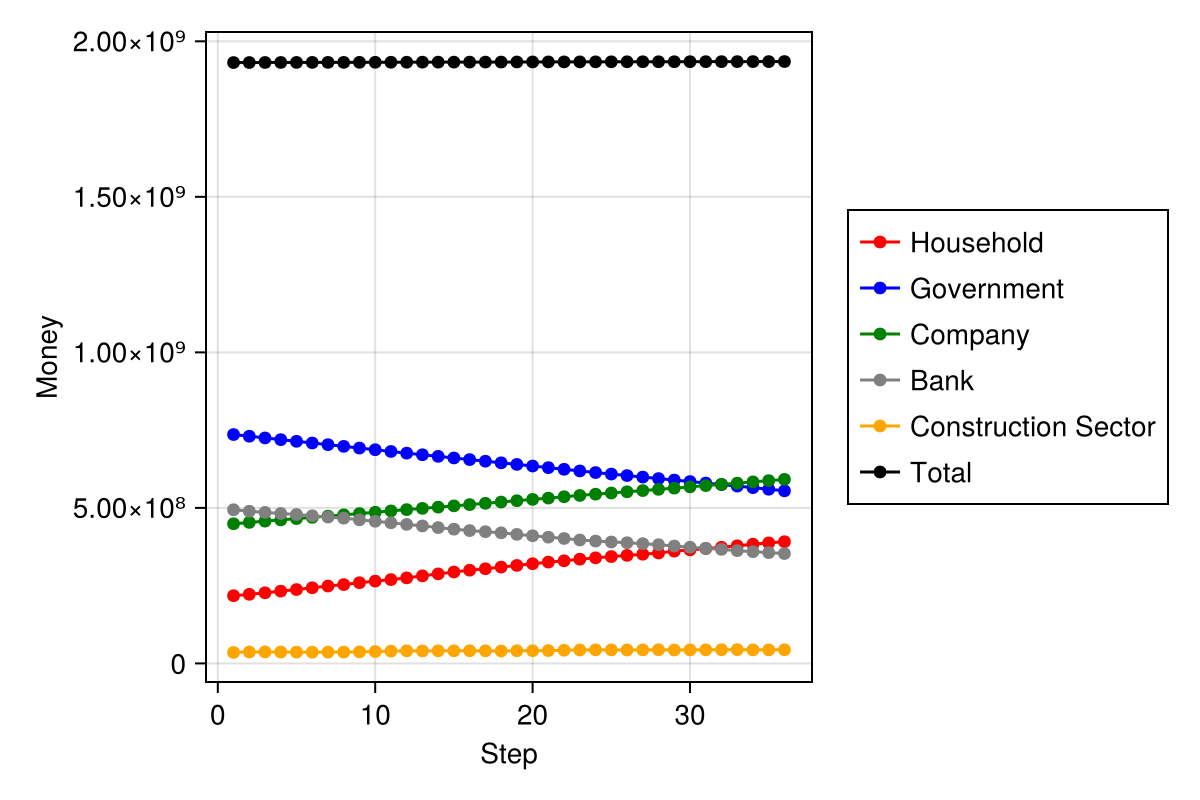 2.00×10⁹
1.50×10⁹
1.00×10⁹
5.00×10⁸
0
Money
0 10 20 30
Step
Household
Government
Company
Bank
Construction Sector
Total